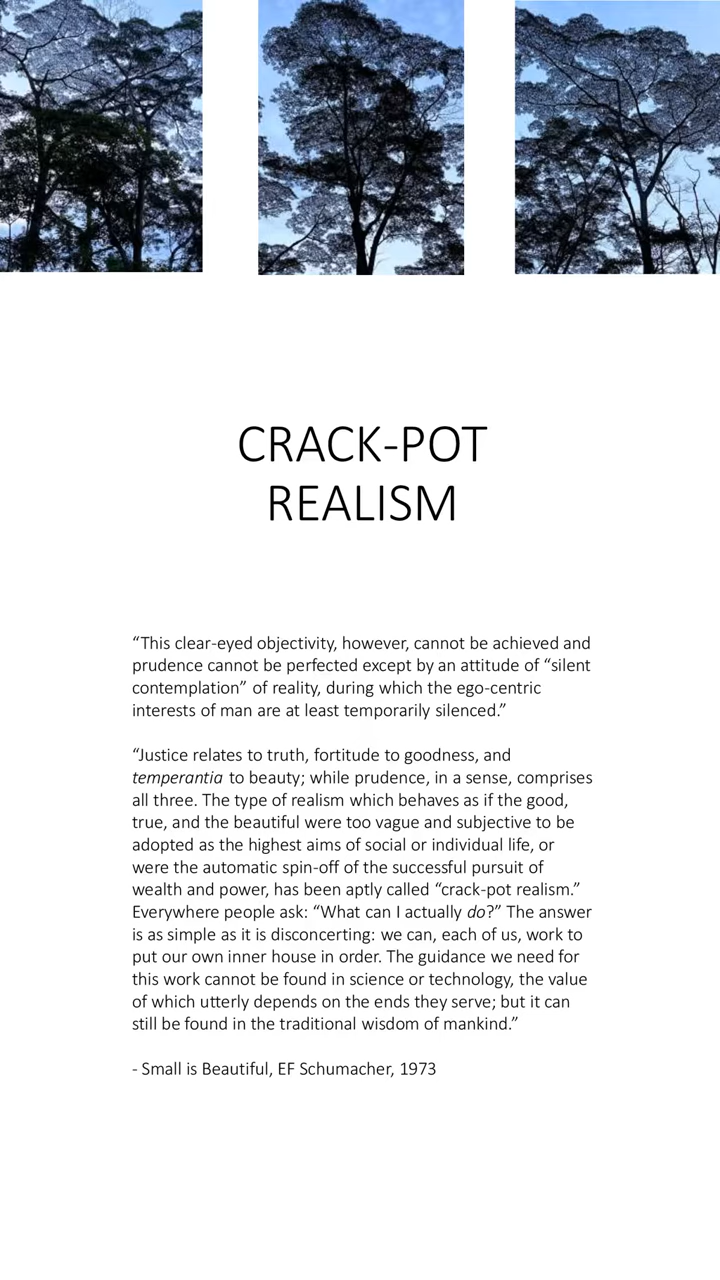 CRACK-POT
REALISM
“This clear-eyed objectivity, however, cannot be achieved and
prudence cannot be perfected except by an attitude of “silent
contemplation” of reality, during which the ego-centric
interests of man are at least temporarily silenced.”
“Justice relates to truth, fortitude to goodness, and
temperantia to beauty; while prudence, in a sense, comprises
all three. The type of realism which behaves as if the good,
true, and the beautiful were too vague and subjective to be
adopted as the highest aims of social or individual life, or
were the automatic spin-off of the successful pursuit of
wealth and power, has been aptly called “crack-pot realism.”
Everywhere people ask: “What can I actually do?” The answer
is as simple as it is disconcerting: we can, each of us, work to
put our own inner house in order. The guidance we need for
this work cannot be found in science or technology, the value
of which utterly depends on the ends they serve; but it can
still be found in the traditional wisdom of mankind.”
- Small is Beautiful, EF Schumacher, 1973